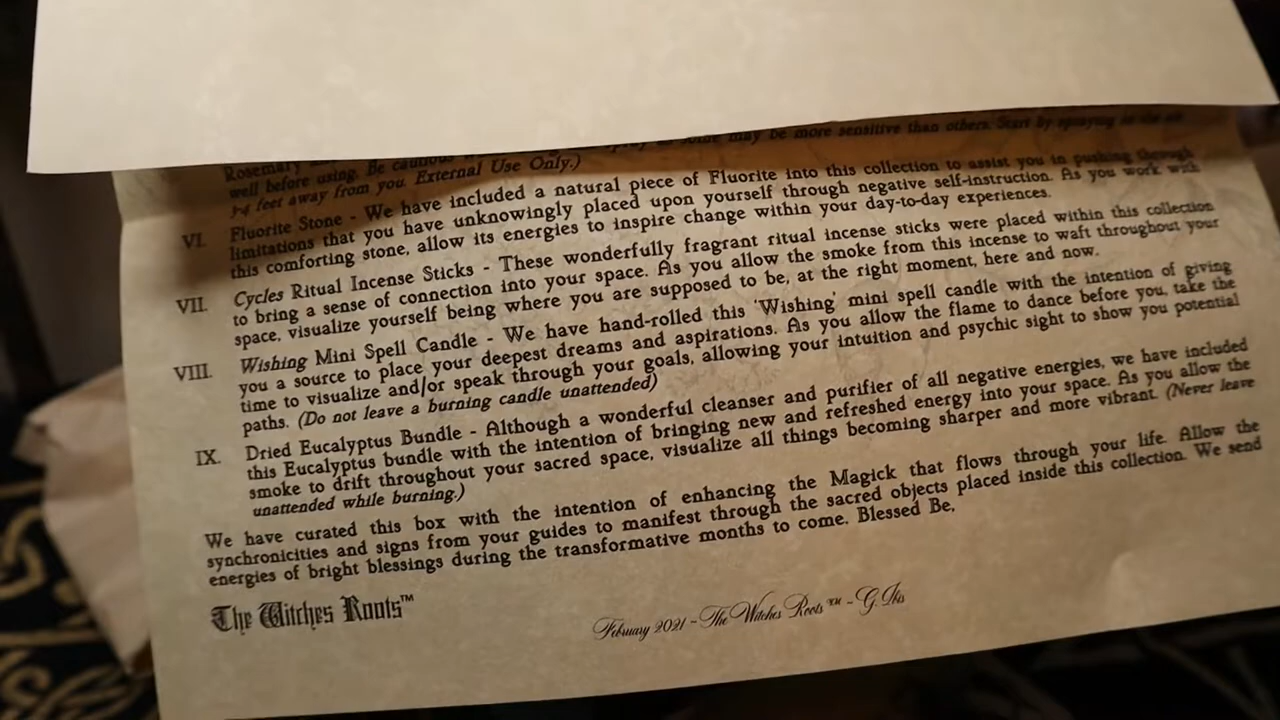 Rosemary
well before using. Be cautious may be more sensitive than others. Start by spraying in the air
3-4 feet away from you. External Use Only.)
VI. Fluorite Stone - We have included a natural piece of Fluorite into this collection to assist you in pushing through
limitations that you have unknowingly placed upon yourself through negative self-instruction. As you work with
this comforting stone, allow its energies to inspire change within your day-to-day experiences.
VII. Cycles Ritual Incense Sticks - These wonderfully fragrant ritual incense sticks were placed within this collection
to bring a sense of connection into your space. As you allow the smoke from this incense to waft throughout your
space, visualize yourself being where you are supposed to be, at the right moment, here and now.
VIII. Wishing Mini Spell Candle - We have hand-rolled this 'Wishing' mini spell candle with the intention of giving
you a source to place your deepest dreams and aspirations. As you allow the flame to dance before you, take the
time to visualize and/or speak through your goals, allowing your intuition and psychic sight to show you potential
paths. (Do not leave a burning candle unattended)
IX. Dried Eucalyptus Bundle - Although a wonderful cleanser and purifier of all negative energies, we have included
this Eucalyptus bundle with the intention of bringing new and refreshed energy into your space. As you allow the
smoke to drift throughout your sacred space, visualize all things becoming sharper and more vibrant. (Never leave
unattended while burning.)
We have curated this box with the intention of enhancing the Magick that flows through your life. Allow the
synchronicities and signs from your guides to manifest through the sacred objects placed inside this collection. We send
energies of bright blessings during the transformative months to come. Blessed Be,
The Witches Roots™
February 2021 - The Witches Roots™ - G. Ikis